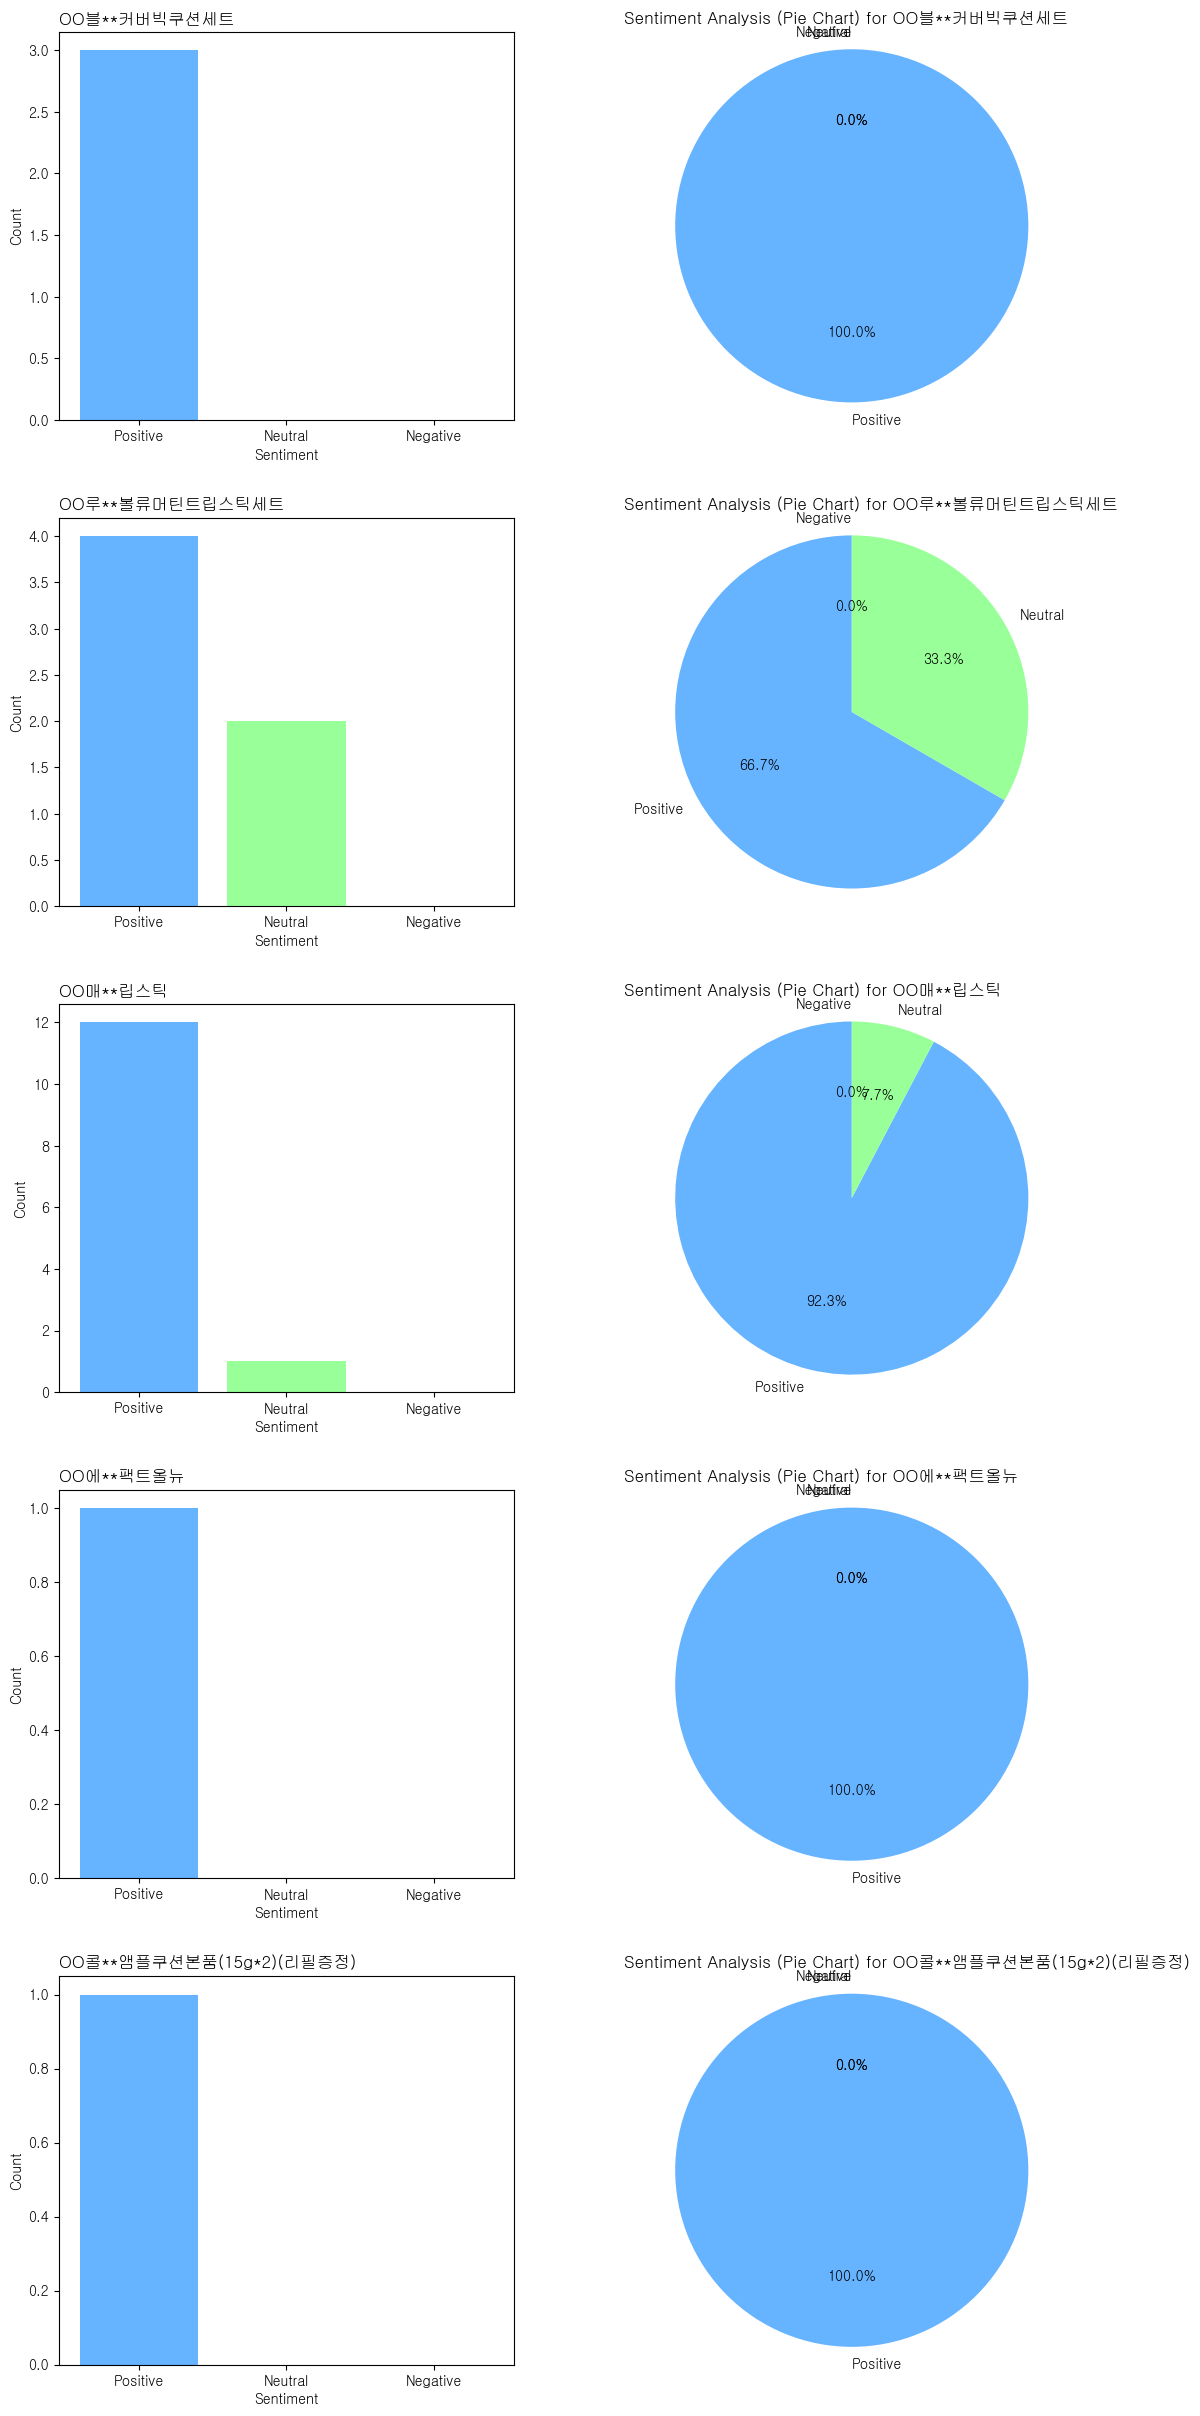 OO블**커버빅쿠션세트
3.0
2.5
2.0
1.5
1.0
0.5
0.0
Count
Positive
Neutral
Negative
Sentiment
Sentiment Analysis (Pie Chart) for OO블**커버빅쿠션세트
Negative
Neutral
0.0%
100.0%
Positive
OO루**볼류머틴트립스틱세트
4.0
3.5
3.0
2.5
2.0
1.5
1.0
0.5
0.0
Count
Positive
Neutral
Negative
Sentiment
Sentiment Analysis (Pie Chart) for OO루**볼류머틴트립스틱세트
Negative
Neutral
0.0%
33.3%
66.7%
Positive
OO매**립스틱
12
10
8
6
4
2
0
Count
Positive
Neutral
Negative
Sentiment
Sentiment Analysis (Pie Chart) for OO매**립스틱
Negative
Neutral
0.0%
7.7%
92.3%
Positive
OO에**팩트올뉴
1.0
0.8
0.6
0.4
0.2
0.0
Count
Positive
Neutral
Negative
Sentiment
Sentiment Analysis (Pie Chart) for OO에**팩트올뉴
Negative
Neutral
0.0%
100.0%
Positive
OO콜**앰플쿠션본품(15g*2)(리필증정)
1.0
0.8
0.6
0.4
0.2
0.0
Count
Positive
Neutral
Negative
Sentiment
Sentiment Analysis (Pie Chart) for OO콜**앰플쿠션본품(15g*2)(리필증정)
Negative
Neutral
0.0%
100.0%
Positive